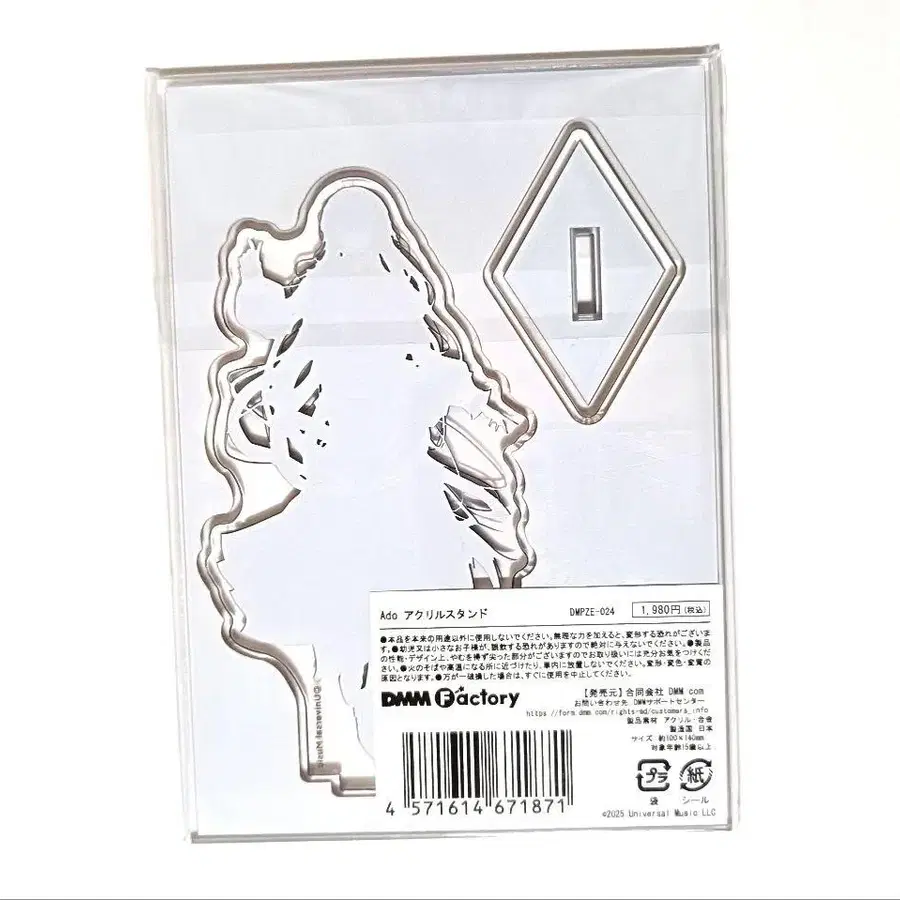 Ado アクリルスタンド DMPZE-024 1,980円(税込)
●本品を本来の用途以外に使用しないでください。無理な力を加えると、変形する恐れがございま
す。●幼児又は小さなお子様が、誤飲する恐れがありますので絶対に与えないでください。●製品
の性能・デザイン上、やむを得ず尖った部分がございますのでお取り扱いには充分お気をつけくだ
さい。●火のそばや高温になる所に近づけたり、車内に放置しないでください。変形・変色・変質の
原因となります。●万が一破損した場合は、すぐに使用を中止してください。
DMM Factory
【発売元】合同会社 DMM.com
お問い合わせ先 DMMサポートセンター
https://form.dmm.com/rights-ad/customara_info
製品素材 アクリル・合金
製造国 日本
サイズ 約100×140mm
対象年齢15歳以上
4 571614 671871
プラ 紙
袋 シール
©2025 Universal Music LLC
©Universal Music